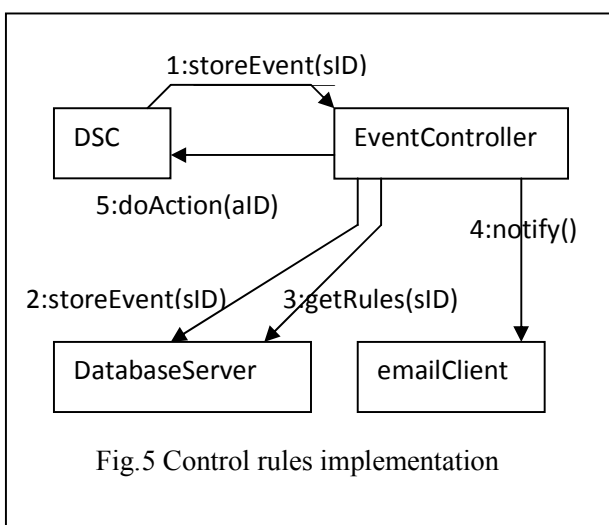 1:storeEvent(sID)
DSC
EventController
5:doAction(aID)
4:notify()
2:storeEvent(sID)
3:getRules(sID)
DatabaseServer
emailClient
Fig.5 Control rules implementation